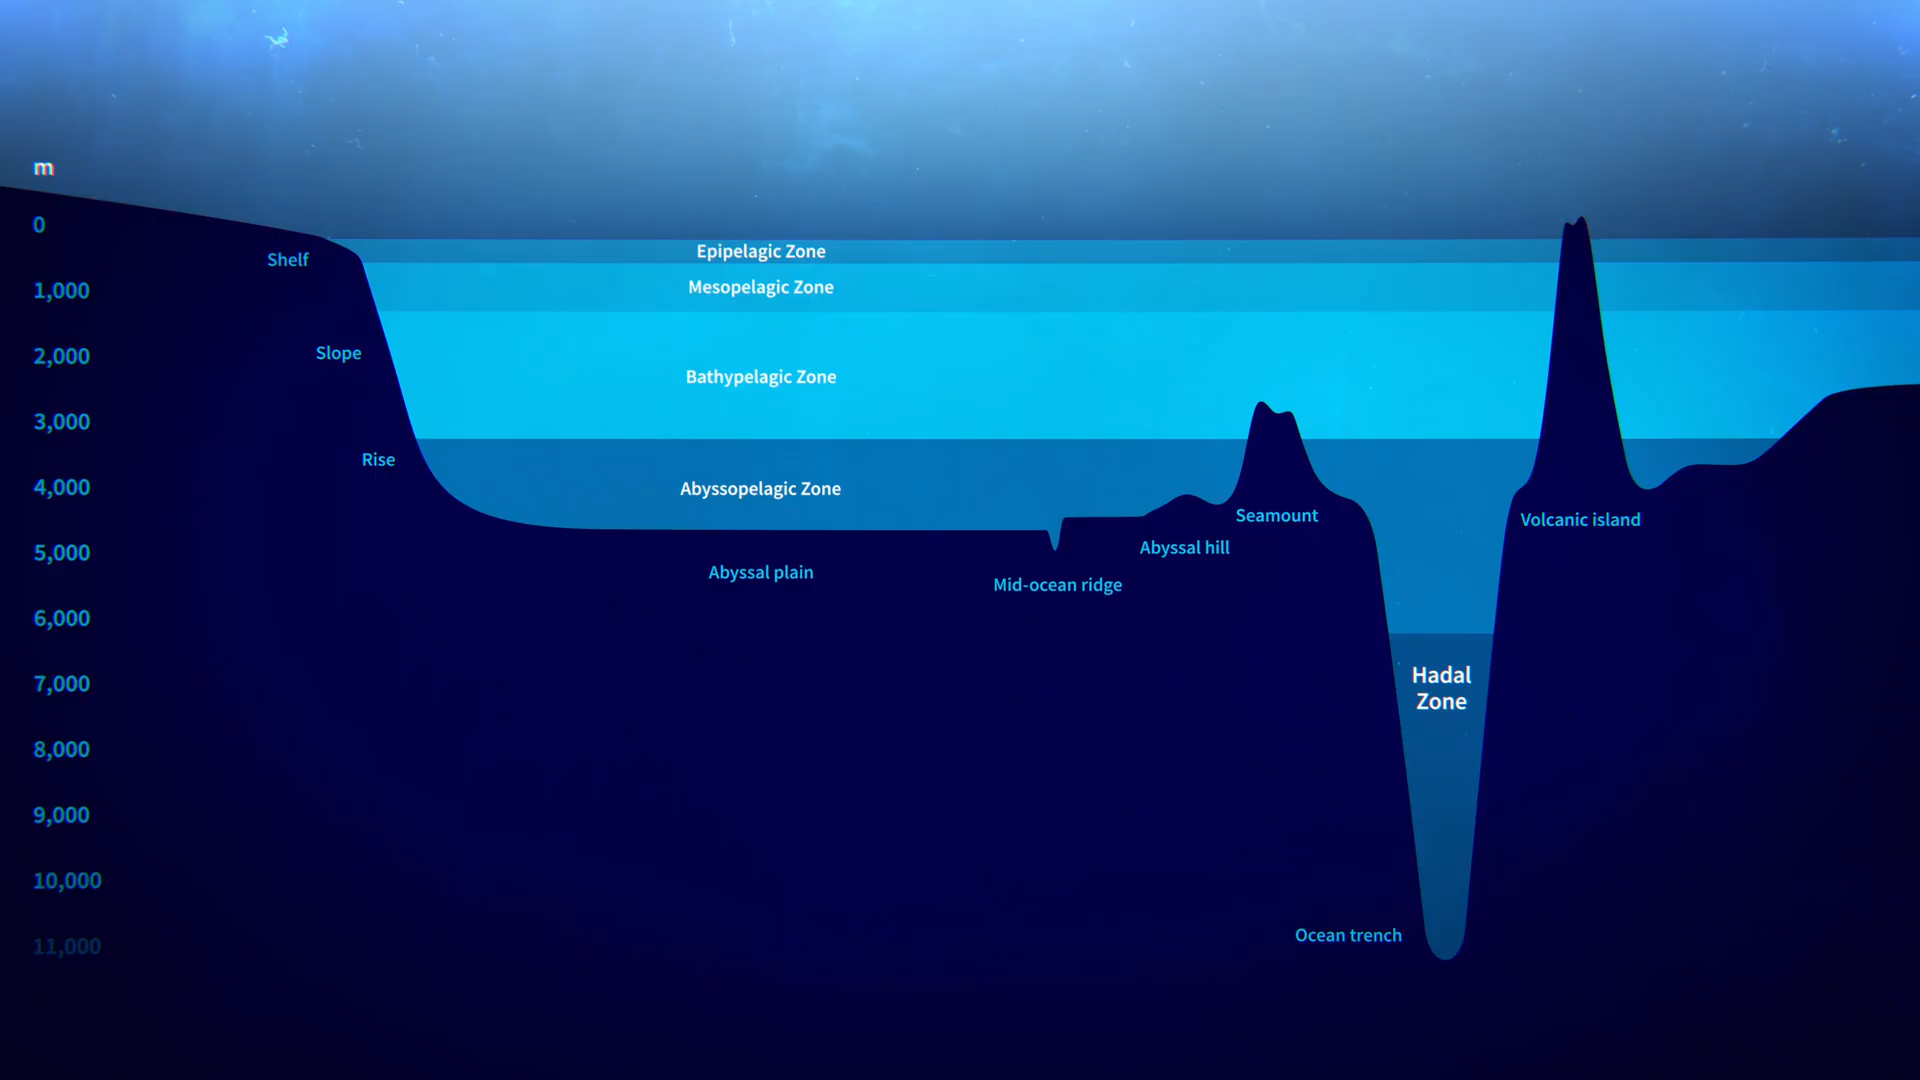 m
0
Epipelagic Zone
Shelf
Mesopelagic Zone
1,000
Slope
2,000
Bathypelagic Zone
3,000
Rise
4,000
Abyssopelagic Zone
Seamount
Volcanic island
Abyssal hill
5,000
Abyssal plain
Mid-ocean ridge
6,000
Hadal
Zone
7,000
8,000
9,000
10,000
Ocean trench
11,000